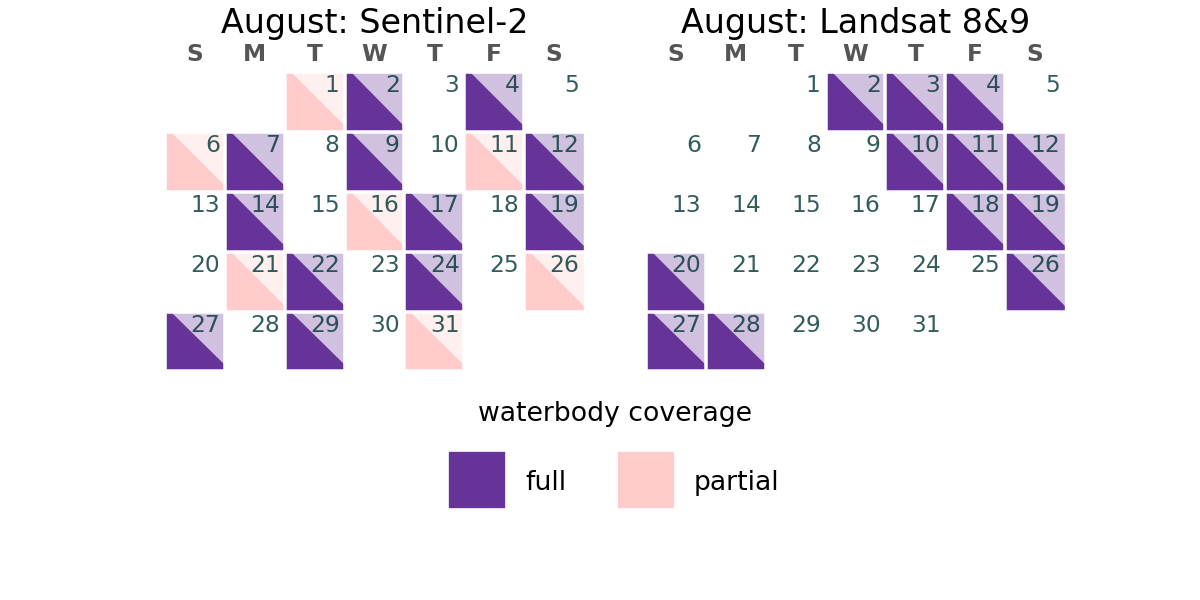 August: Sentinel-2
S M T W T F S
1 2 3 4 5
6 7 8 9 10 11 12
13 14 15 16 17 18 19
20 21 22 23 24 25 26
27 28 29 30 31
August: Landsat 8&9
S M T W T F S
1 2 3 4 5
6 7 8 9 10 11 12
13 14 15 16 17 18 19
20 21 22 23 24 25 26
27 28 29 30 31
waterbody coverage
full
partial